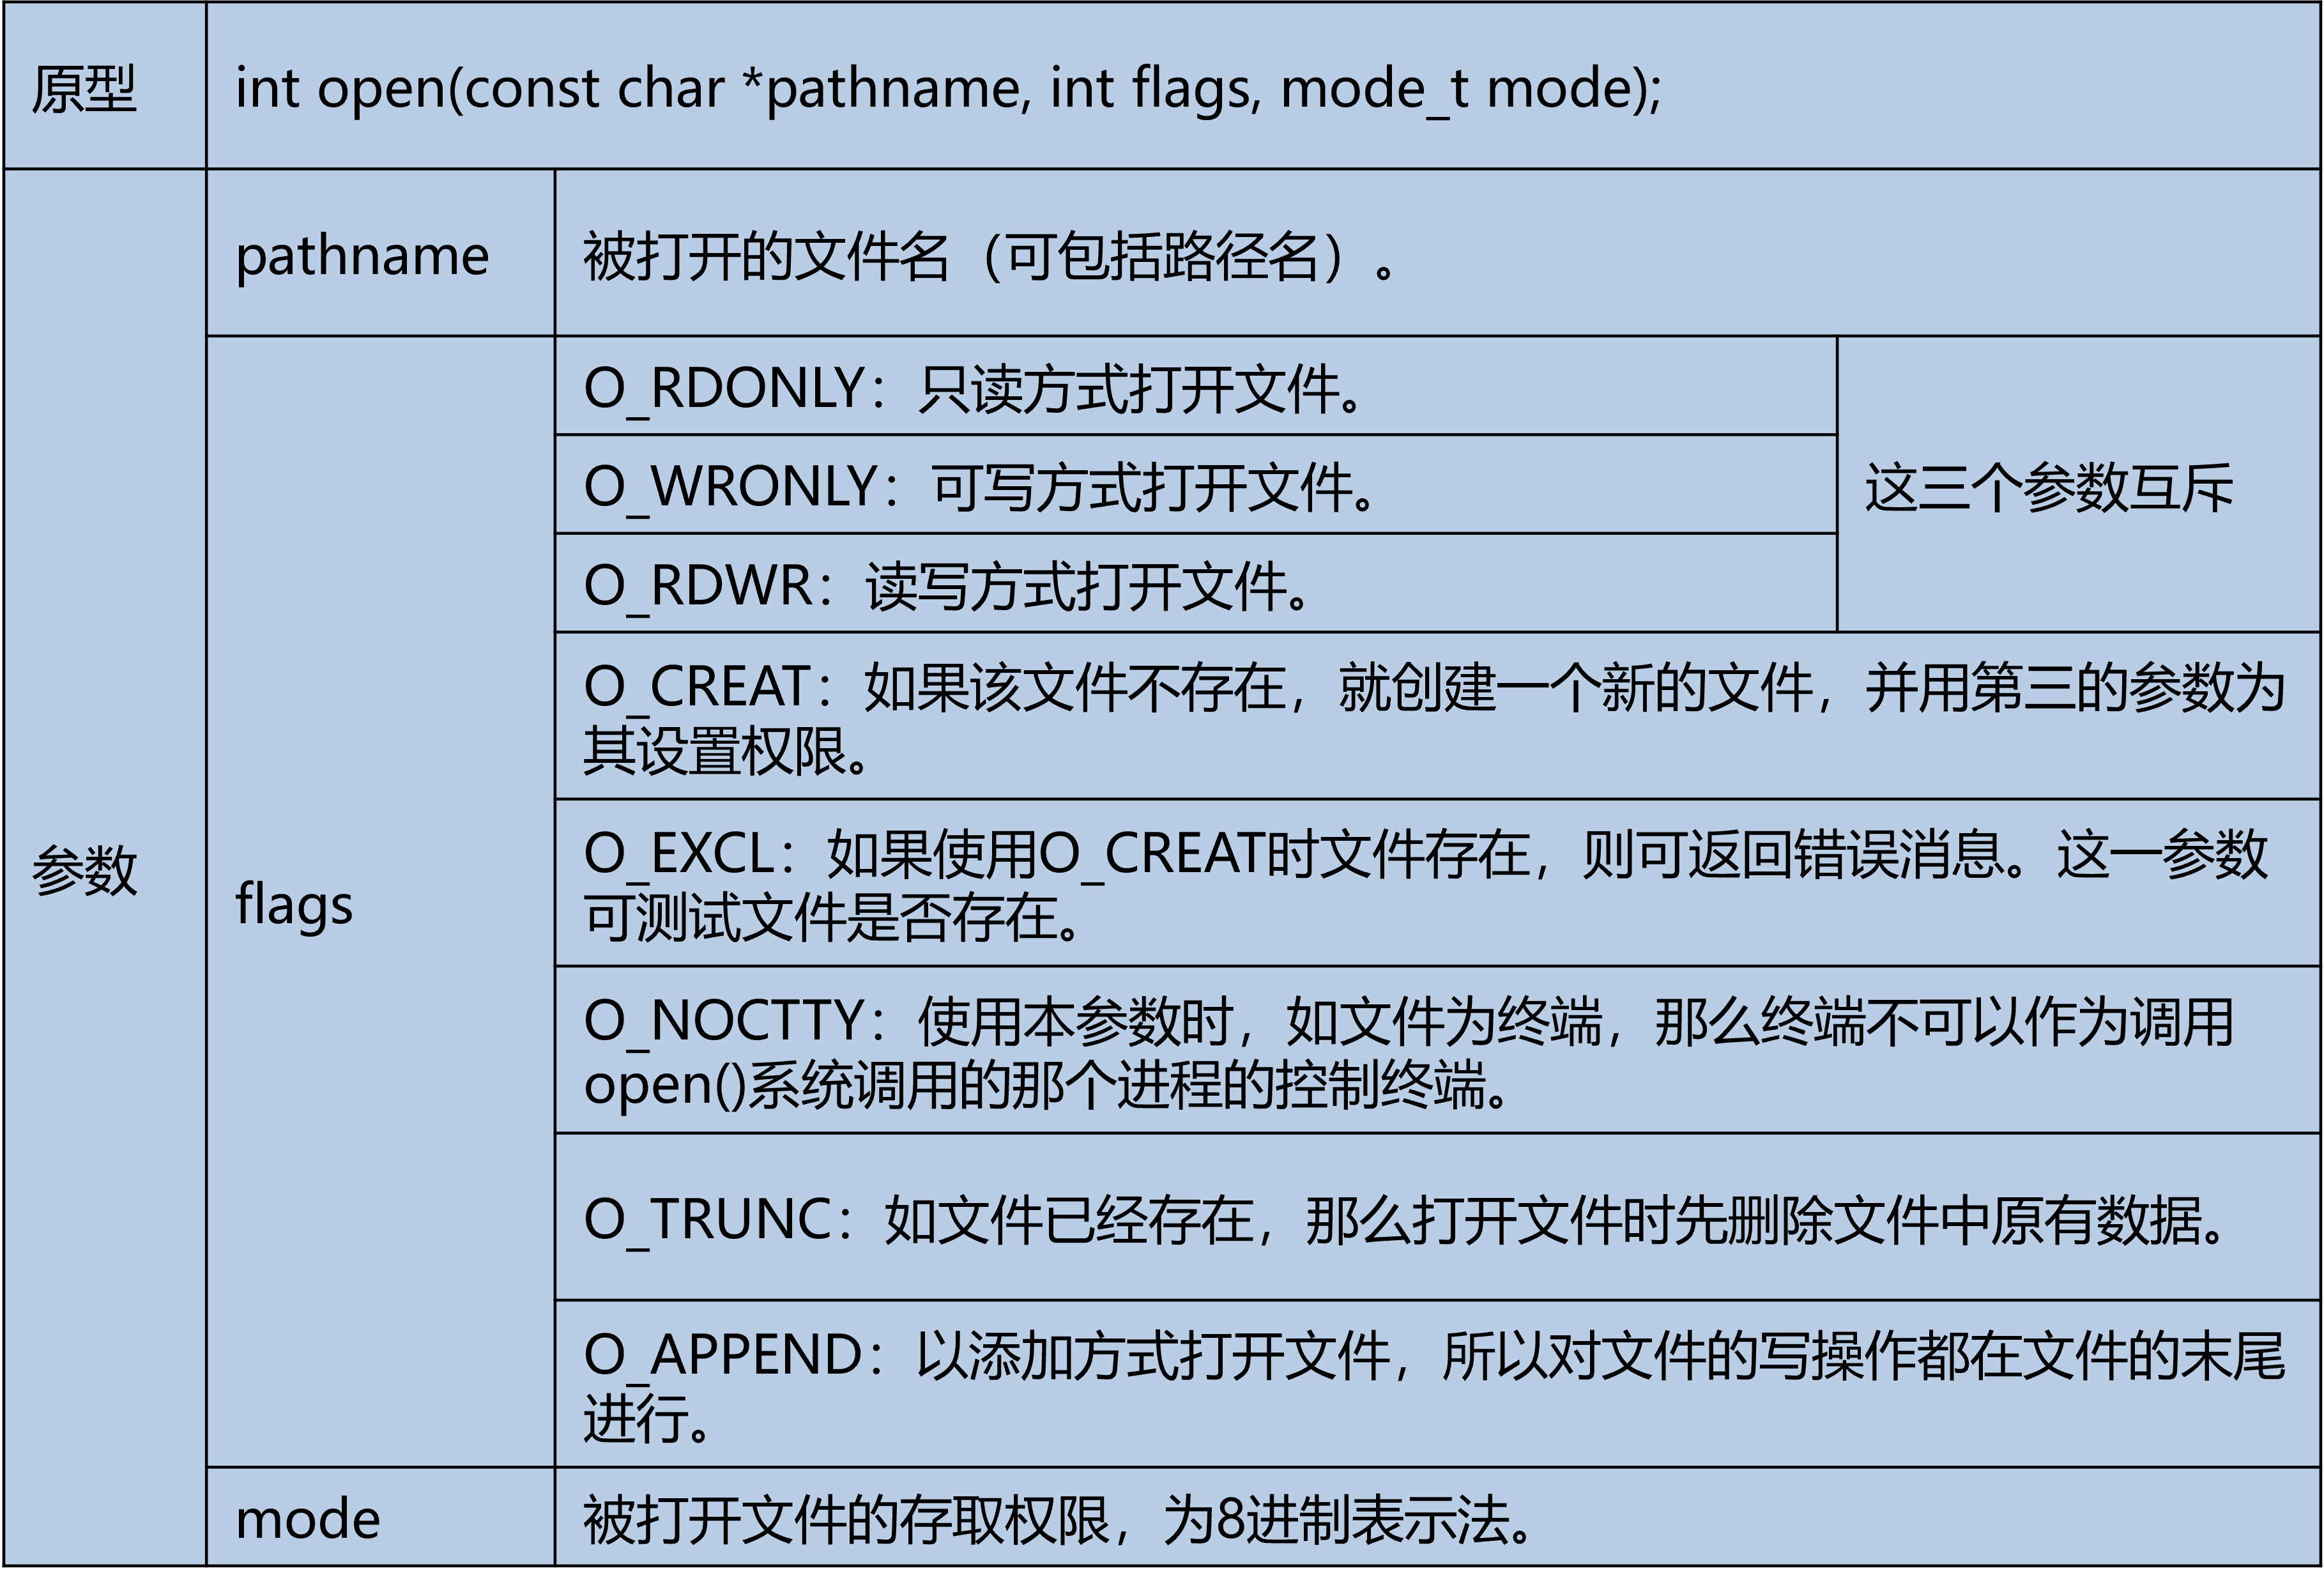 原型
int open(const char *pathname, int flags, mode_t mode);
参数
pathname
被打开的文件名（可包括路径名）。
flags
O_RDONLY：只读方式打开文件。
O_WRONLY：可写方式打开文件。
O_RDWR：读写方式打开文件。
这三个参数互斥
O_CREAT：如果该文件不存在，就创建一个新的文件，并用第三的参数为
其设置权限。
O_EXCL：如果使用O_CREAT时文件存在，则可返回错误消息。这一参数
可测试文件是否存在。
O_NOCTTY：使用本参数时，如文件为终端，那么终端不可以作为调用
open()系统调用的那个进程的控制终端。
O_TRUNC：如文件已经存在，那么打开文件时先删除文件中原有数据。
O_APPEND：以添加方式打开文件，所以对文件的写操作都在文件的末尾
进行。
mode
被打开文件的存取权限，为8进制表示法。